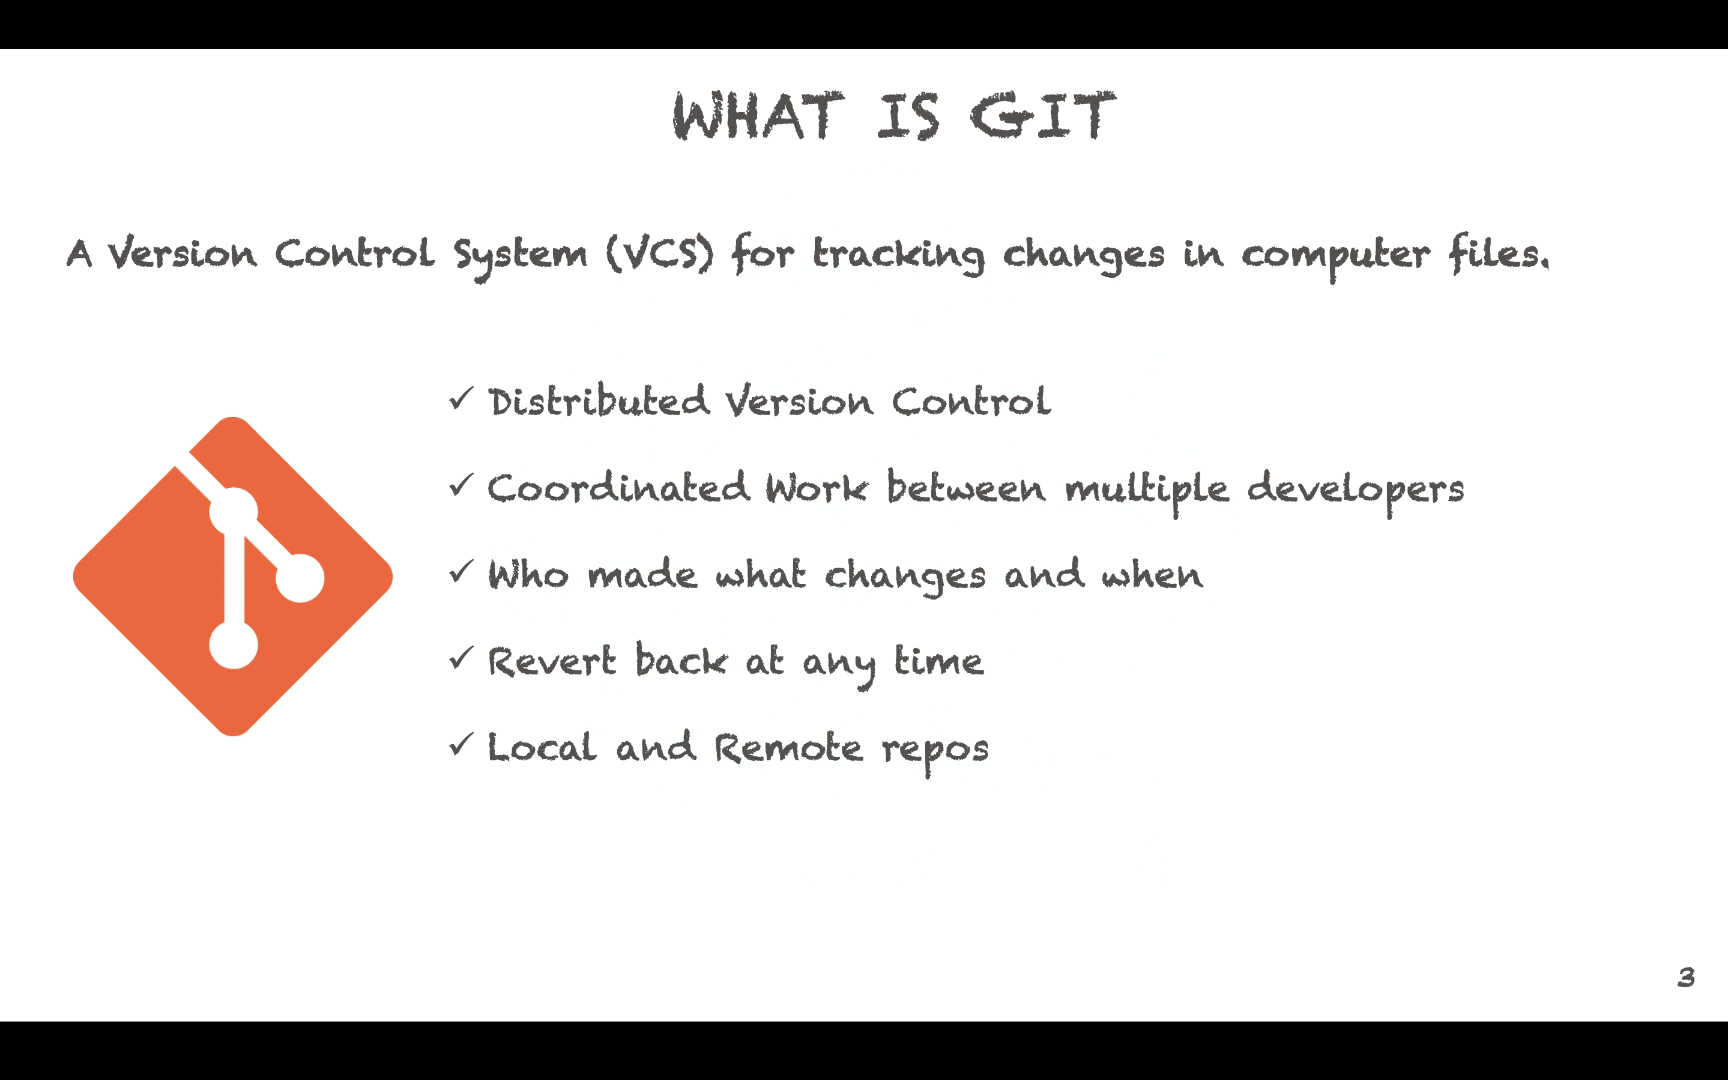 WHAT IS GIT
A Version Control System (VCS) for tracking changes in computer files.
✓ Distributed Version Control
✓ Coordinated Work between multiple developers
✓ Who made what changes and when
✓ Revert back at any time
✓ Local and Remote repos
3